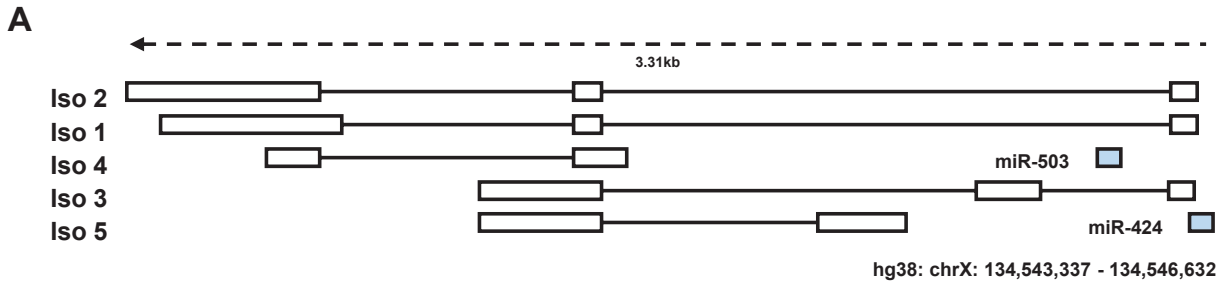 A
3.31kb
Iso 2
Iso 1
Iso 4
miR-503
Iso 3
Iso 5
miR-424
hg38: chrX: 134,543,337 - 134,546,632